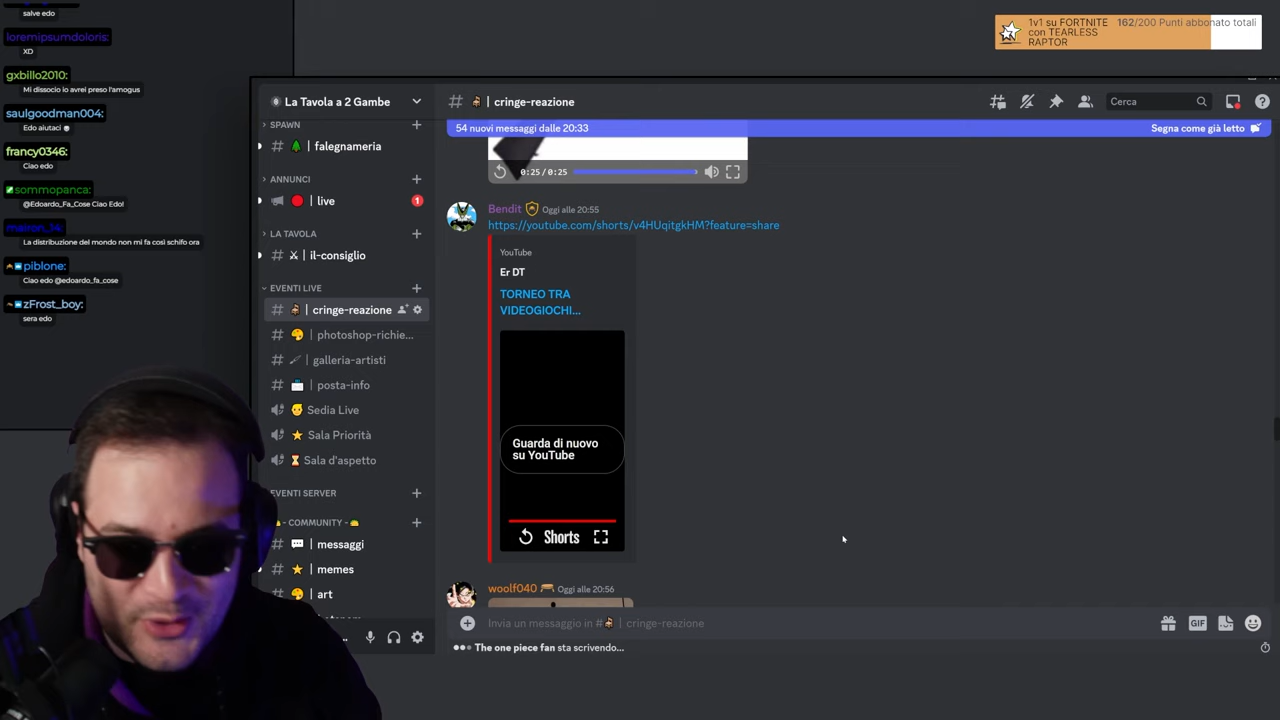 salve edo
loremipsumdoloris:
XD
gxbillo2010:
Mi dissocio io avrei preso l'amogus
saulgoodman004:
Edo aiutaci
francy0346:
Ciao edo
sommopanca:
@Edoardo_Fa_Cose Ciao Edo!
La distribuzione del mondo non mi fa così schifo ora
piblone:
Ciao edo @edoardo_fa_cose
zFrost_boy:
sera edo
1v1 su FORTNITE
con TEARLESS
RAPTOR
162/200 Punti abbonato totali
La Tavola a 2 Gambe
SPAWN
falegnameria
ANNUNCI
live
1
LA TAVOLA
il-consiglio
EVENTI LIVE
cringe-reazione
photoshop-richie...
galleria-artisti
posta-info
Sedia Live
Sala Priorità
Sala d'aspetto
EVENTI SERVER
- COMMUNITY -
messaggi
memes
art
# | cringe-reazione
Cerca
54 nuovi messaggi dalle 20:33
Segna come già letto
0:25/0:25
Bendit Oggi alle 20:55
https://youtube.com/shorts/v4HUqitgkHM?feature=share
YouTube
Er DT
TORNEO TRA
VIDEOGIOCHI...
Guarda di nuovo
su YouTube
Shorts
woolf040 Oggi alle 20:56
Invia un messaggio in # | cringe-reazione
GIF
The one piece fan sta scrivendo...